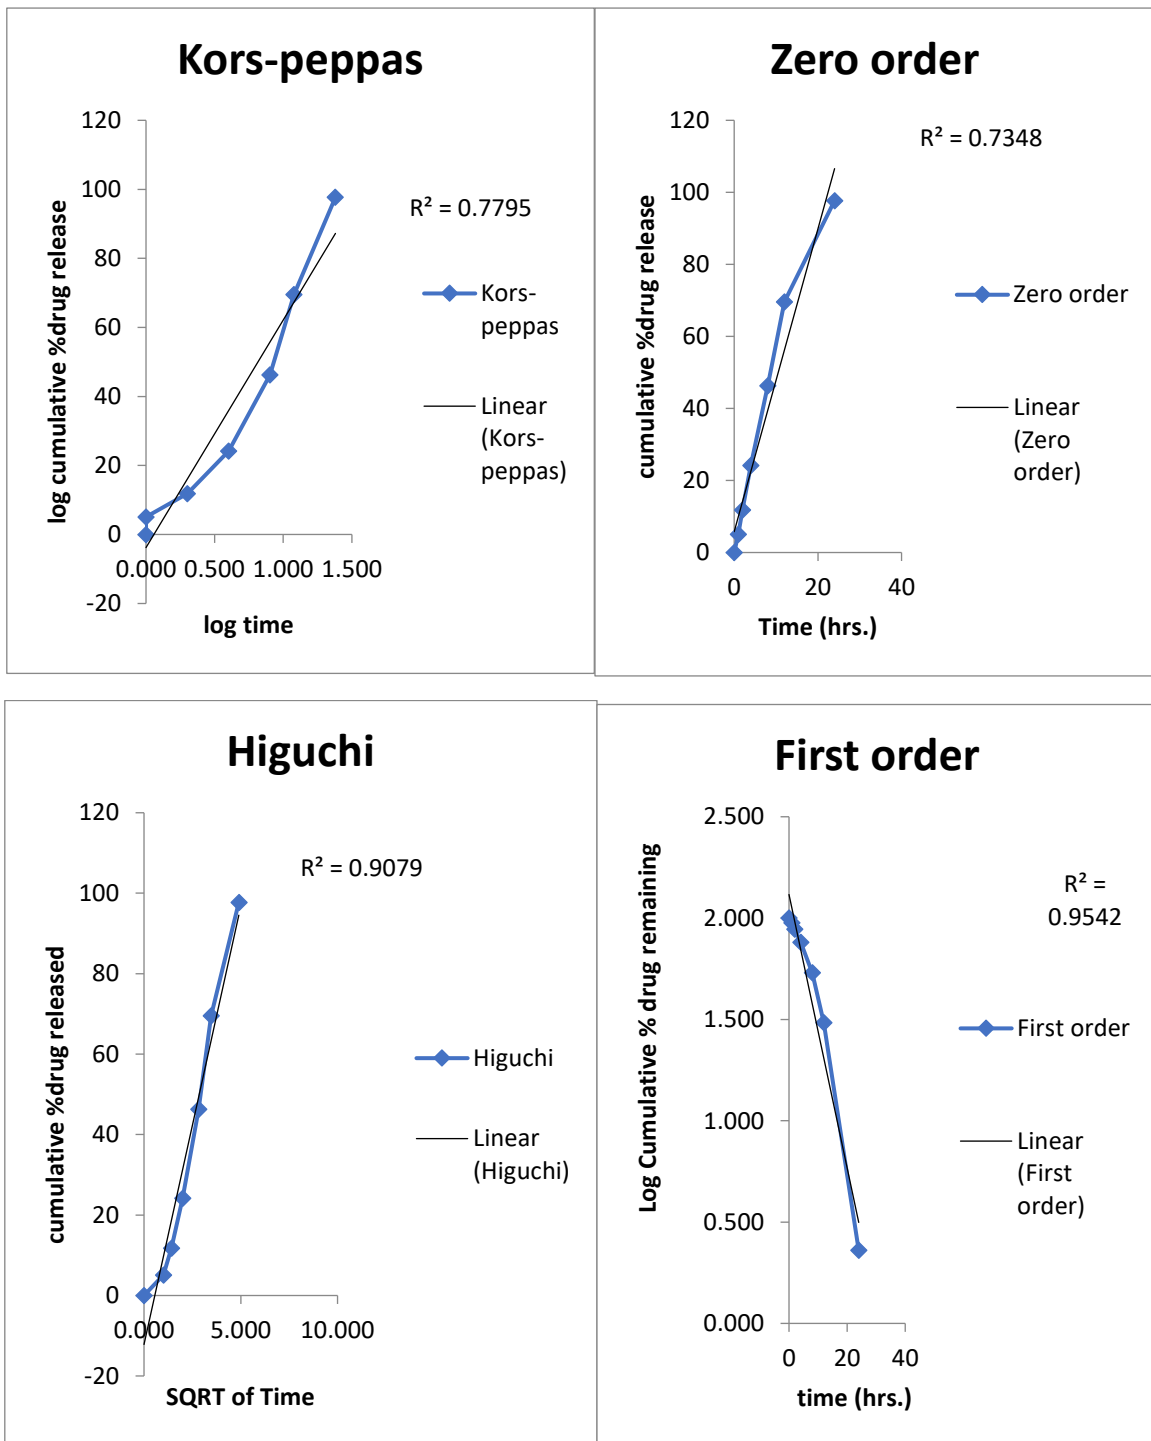 Kors-peppas
120
100
80
60
40
20
0
-20
0.000 0.500 1.000 1.500
log cumulative %drug release
log time
R² = 0.7795
Kors-
peppas
Linear
(Kors-
peppas)
Zero order
120
100
80
60
40
20
0
0 20 40
cumulative %drug release
Time (hrs.)
R² = 0.7348
Zero order
Linear
(Zero
order)
Higuchi
120
100
80
60
40
20
0
-20
0.000 5.000 10.000
cumulative %drug released
SQRT of Time
R² = 0.9079
Higuchi
Linear
(Higuchi)
First order
2.500
2.000
1.500
1.000
0.500
0.000
0 20 40
Log Cumulative % drug remaining
time (hrs.)
R² =
0.9542
First order
Linear
(First
order)